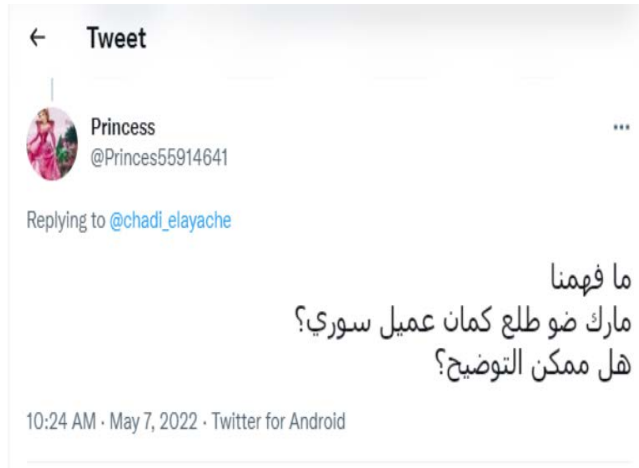 Tweet
Princess
@Princes55914641
Replying to @chadi_elayache
ما فهمنا
مارك ضو طلع كمان عميل سوري؟
هل ممكن التوضيح؟
10:24 AM · May 7, 2022 · Twitter for Android